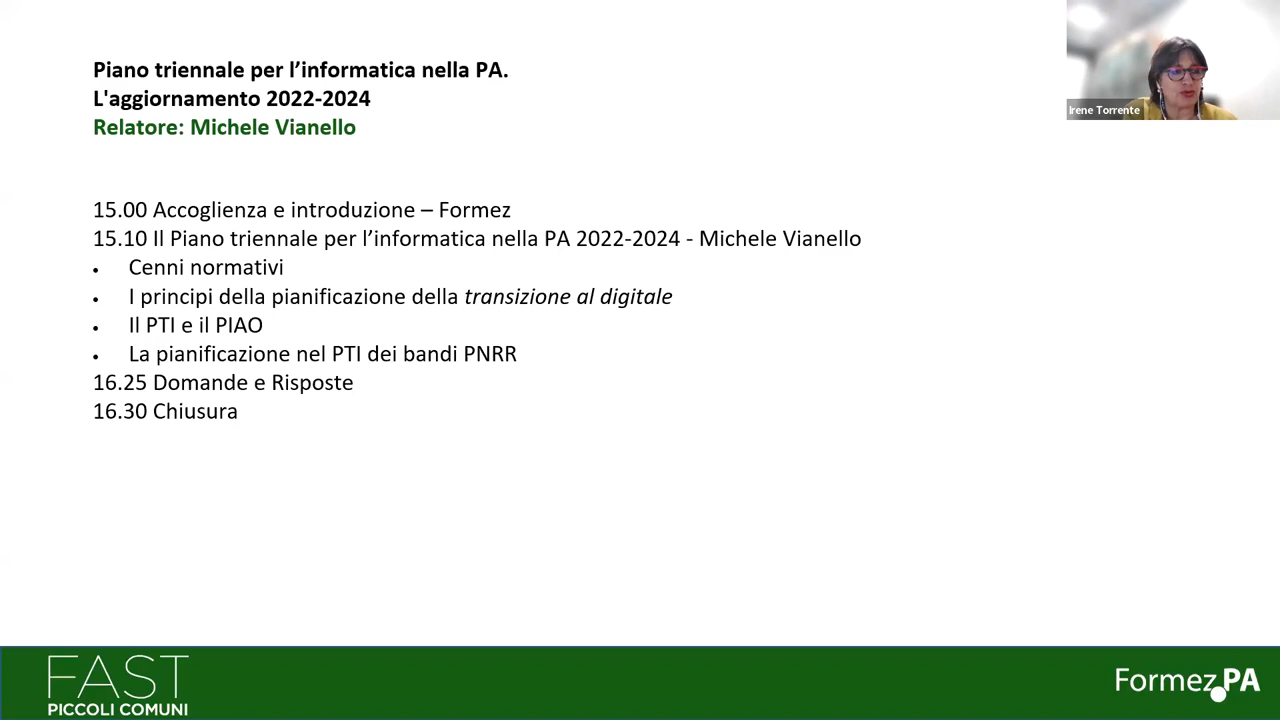 Piano triennale per l’informatica nella PA.
L'aggiornamento 2022-2024
Relatore: Michele Vianello
Irene Torrente
15.00 Accoglienza e introduzione – Formez
15.10 Il Piano triennale per l’informatica nella PA 2022-2024 - Michele Vianello
• Cenni normativi
• I principi della pianificazione della transizione al digitale
• Il PTI e il PIAO
• La pianificazione nel PTI dei bandi PNRR
16.25 Domande e Risposte
16.30 Chiusura
FAST
PICCOLI COMUNI
Formez PA